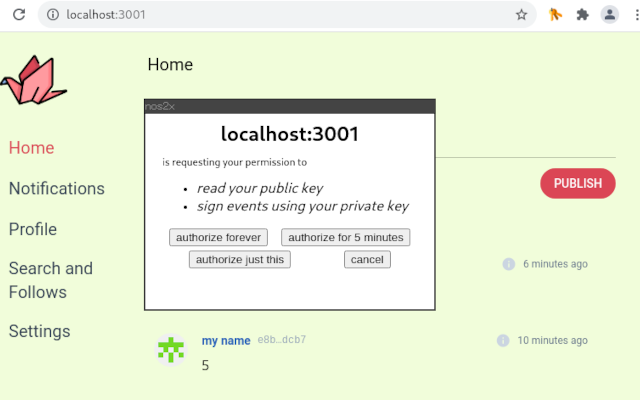 localhost:3001
Home
nos2x
localhost:3001
is requesting your permission to
read your public key
sign events using your private key
authorize forever
authorize for 5 minutes
authorize just this
cancel
Home
Notifications
Profile
Search and
Follows
Settings
PUBLISH
6 minutes ago
my name e8b…dcb7
10 minutes ago
5